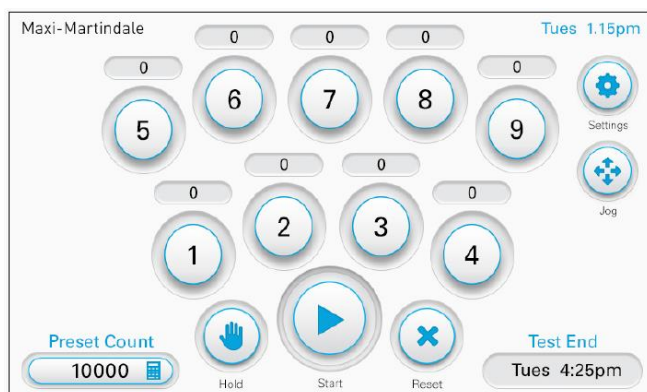 Maxi-Martindale
Tues 1.15pm
0 0 0
6 7 8
0 0
5 9
Settings
0 0
2 3
0 0
1 4
Jog
Preset Count
10000
Hold
Start
Reset
Test End
Tues 4:25pm